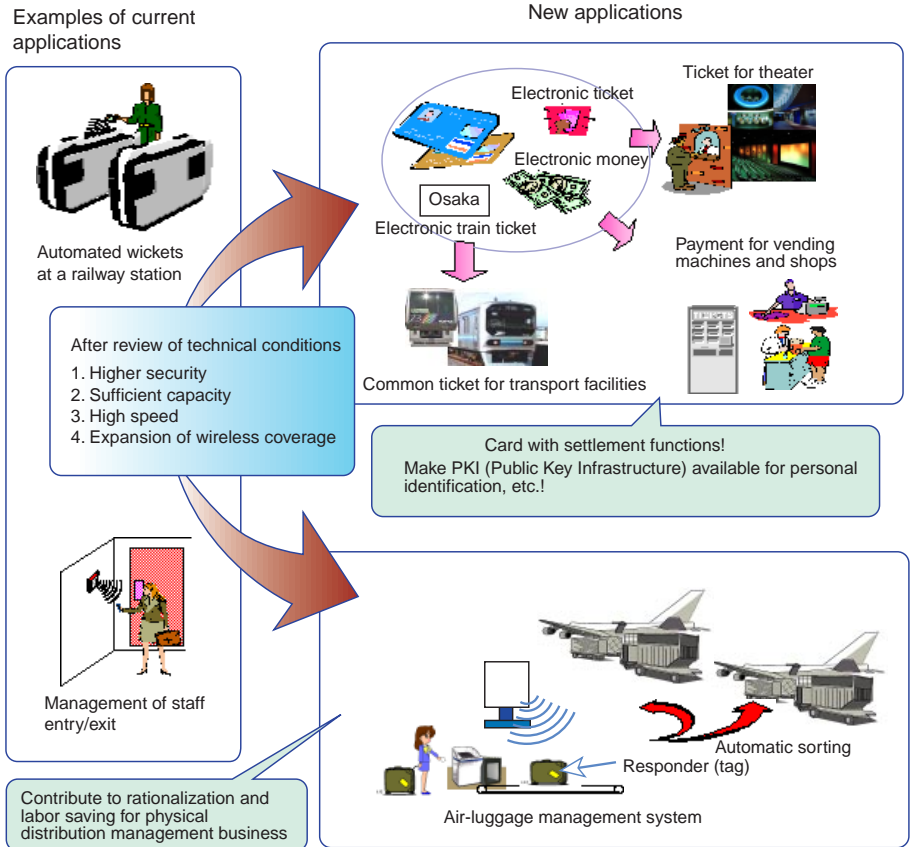 Examples of current
applications
New applications
Automated wickets
at a railway station
After review of technical conditions
1. Higher security
2. Sufficient capacity
3. High speed
4. Expansion of wireless coverage
Management of staff
entry/exit
Contribute to rationalization and
labor saving for physical
distribution management business
Electronic ticket
Electronic money
Osaka
Electronic train ticket
Ticket for theater
Payment for vending
machines and shops
Common ticket for transport facilities
Card with settlement functions!
Make PKI (Public Key Infrastructure) available for personal
identification, etc.!
Automatic sorting
Responder (tag)
Air-luggage management system